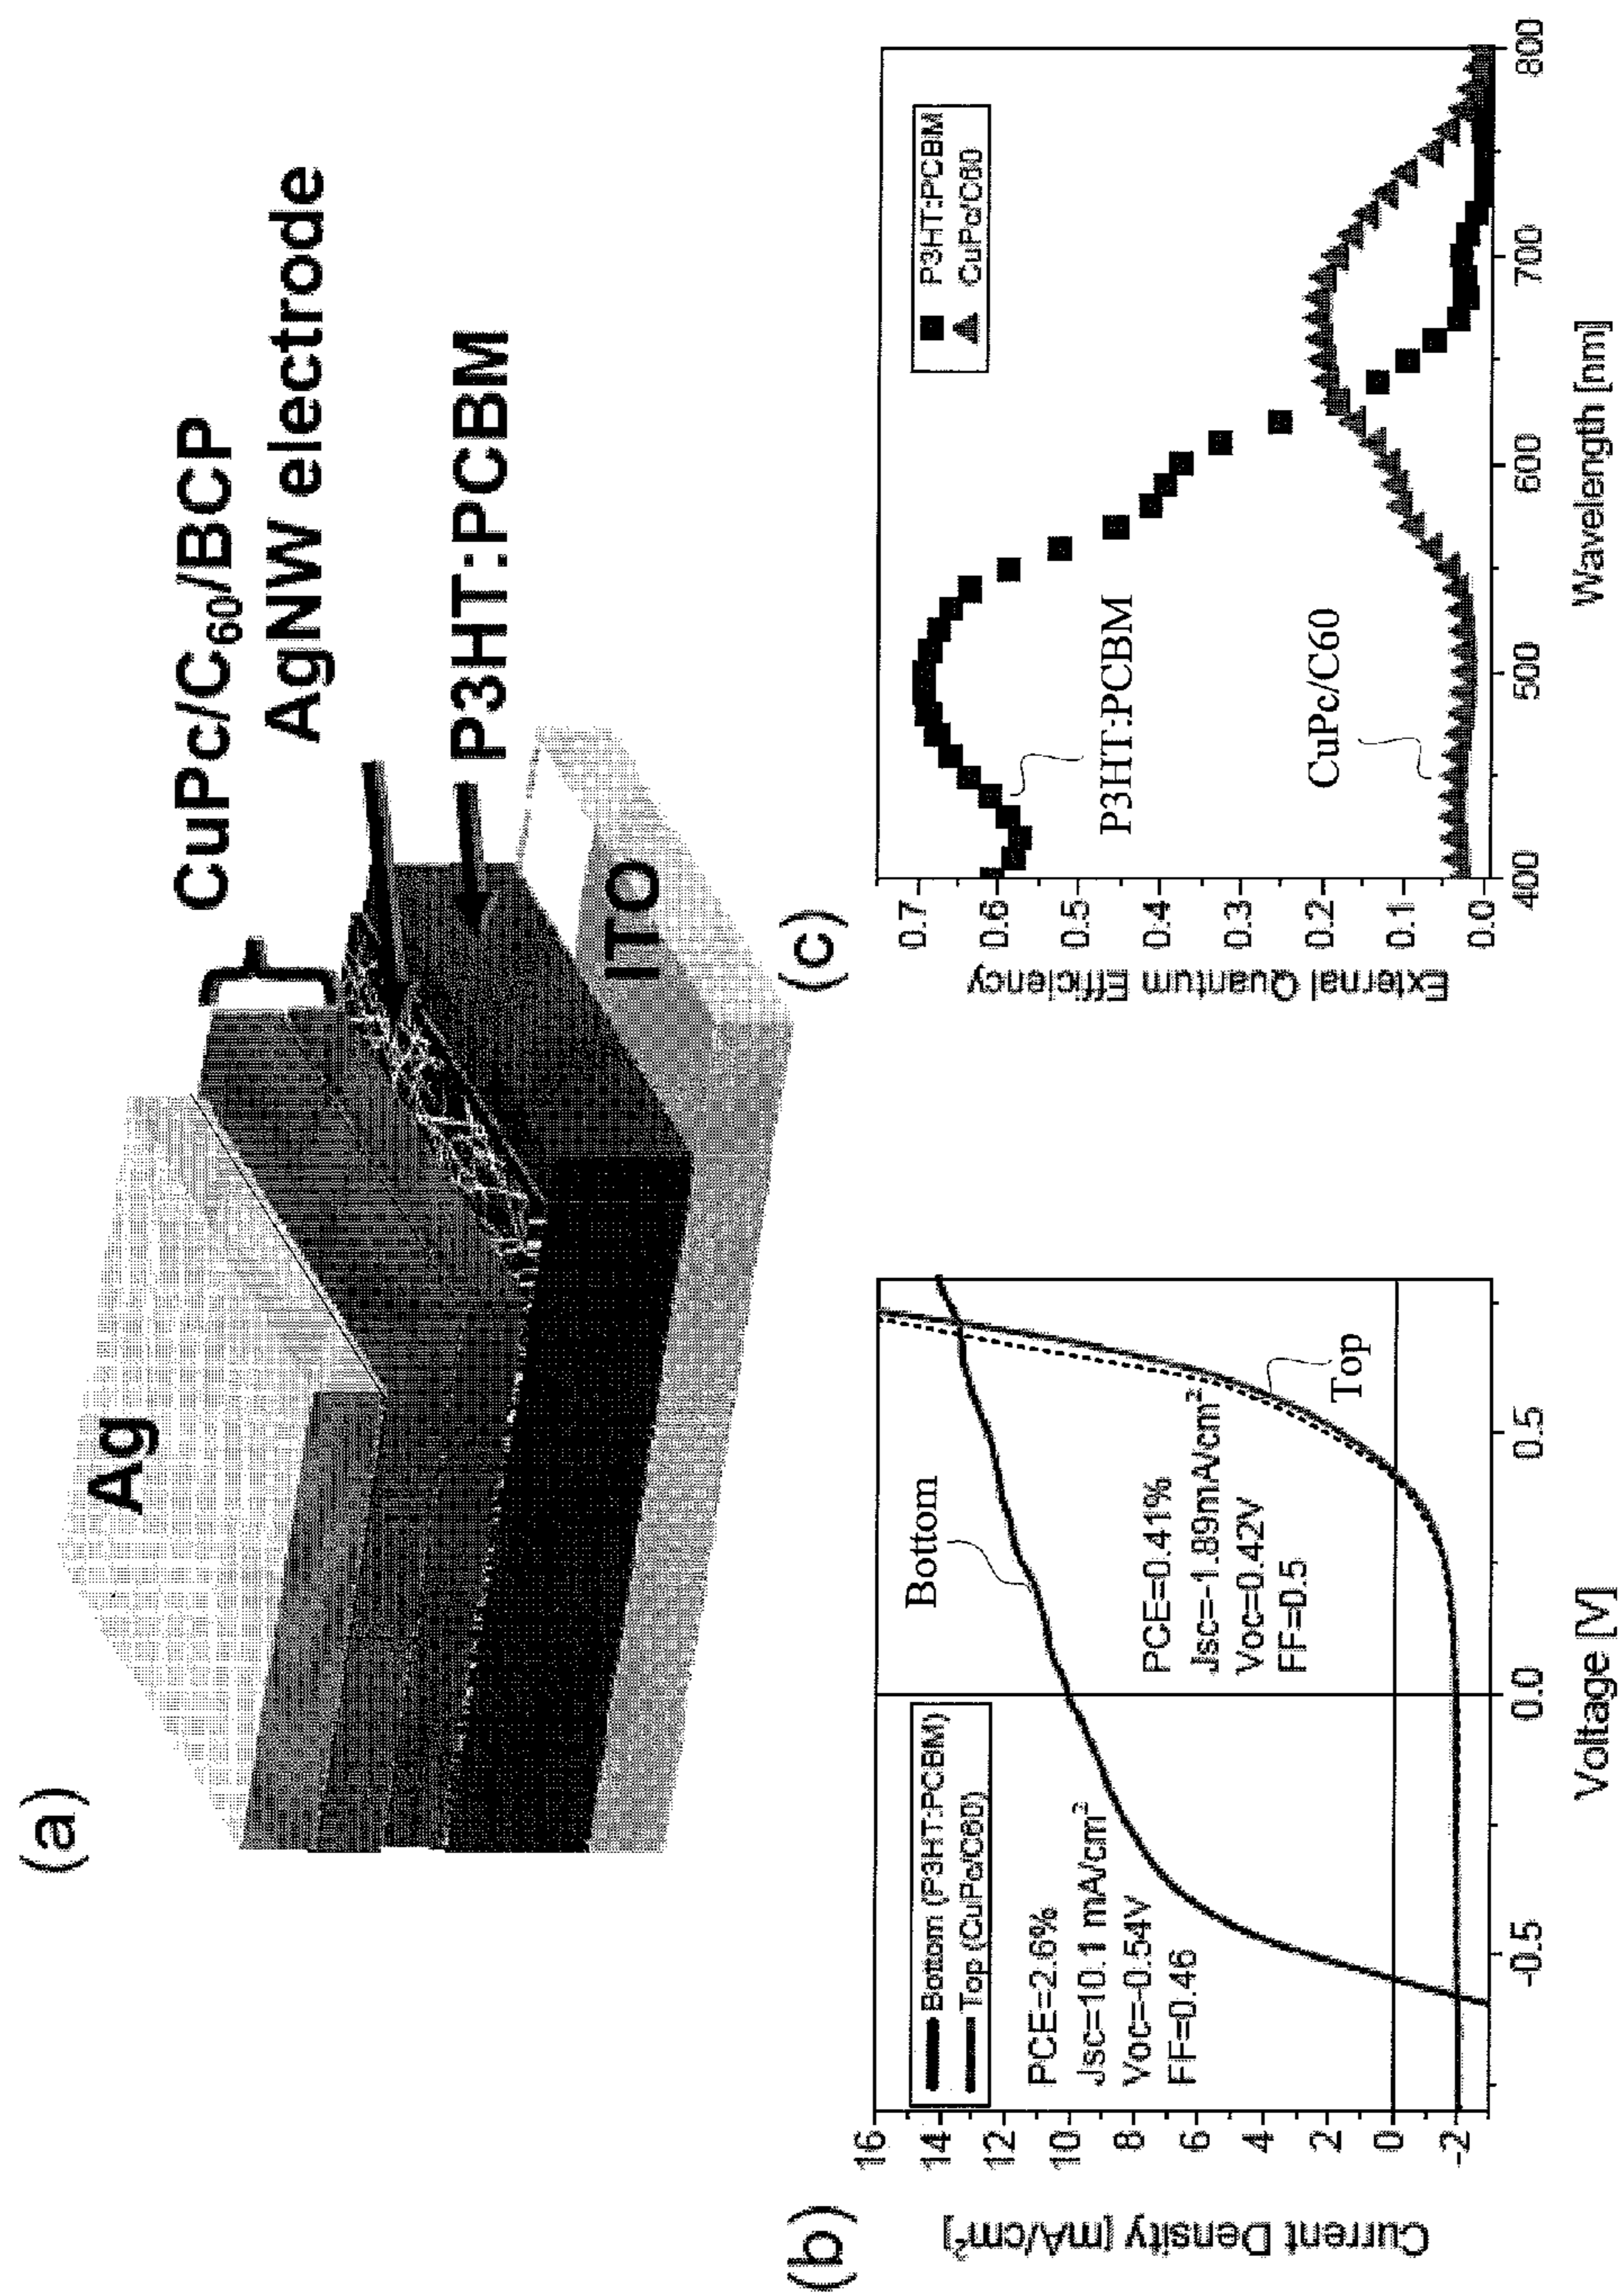 (a)
Ag
CuPc/C₆₀/BCP
AgNW electrode
P3HT:PCBM
ITO
(b)
Current Density [mA/cm²]
16
14
12
10
8
6
4
2
0
-2
Bottom (P3HT:PCBM)
Top (CuPc/C60)
PCE=2.6%
Jsc=10.1 mA/cm²
Voc=-0.54V
FF=0.46
Bottom
PCE=0.41%
Jsc=-1.89mA/cm²
Voc=0.42V
FF=0.5
Top
-0.5
0.0
0.5
Voltage [V]
(c)
External Quantum Efficiency
0.7
0.6
0.5
0.4
0.3
0.2
0.1
0.0
P3HT:PCBM
CuPc/C60
P3HT:PCBM
CuPc/C60
400
500
600
700
800
Wavelength [nm]